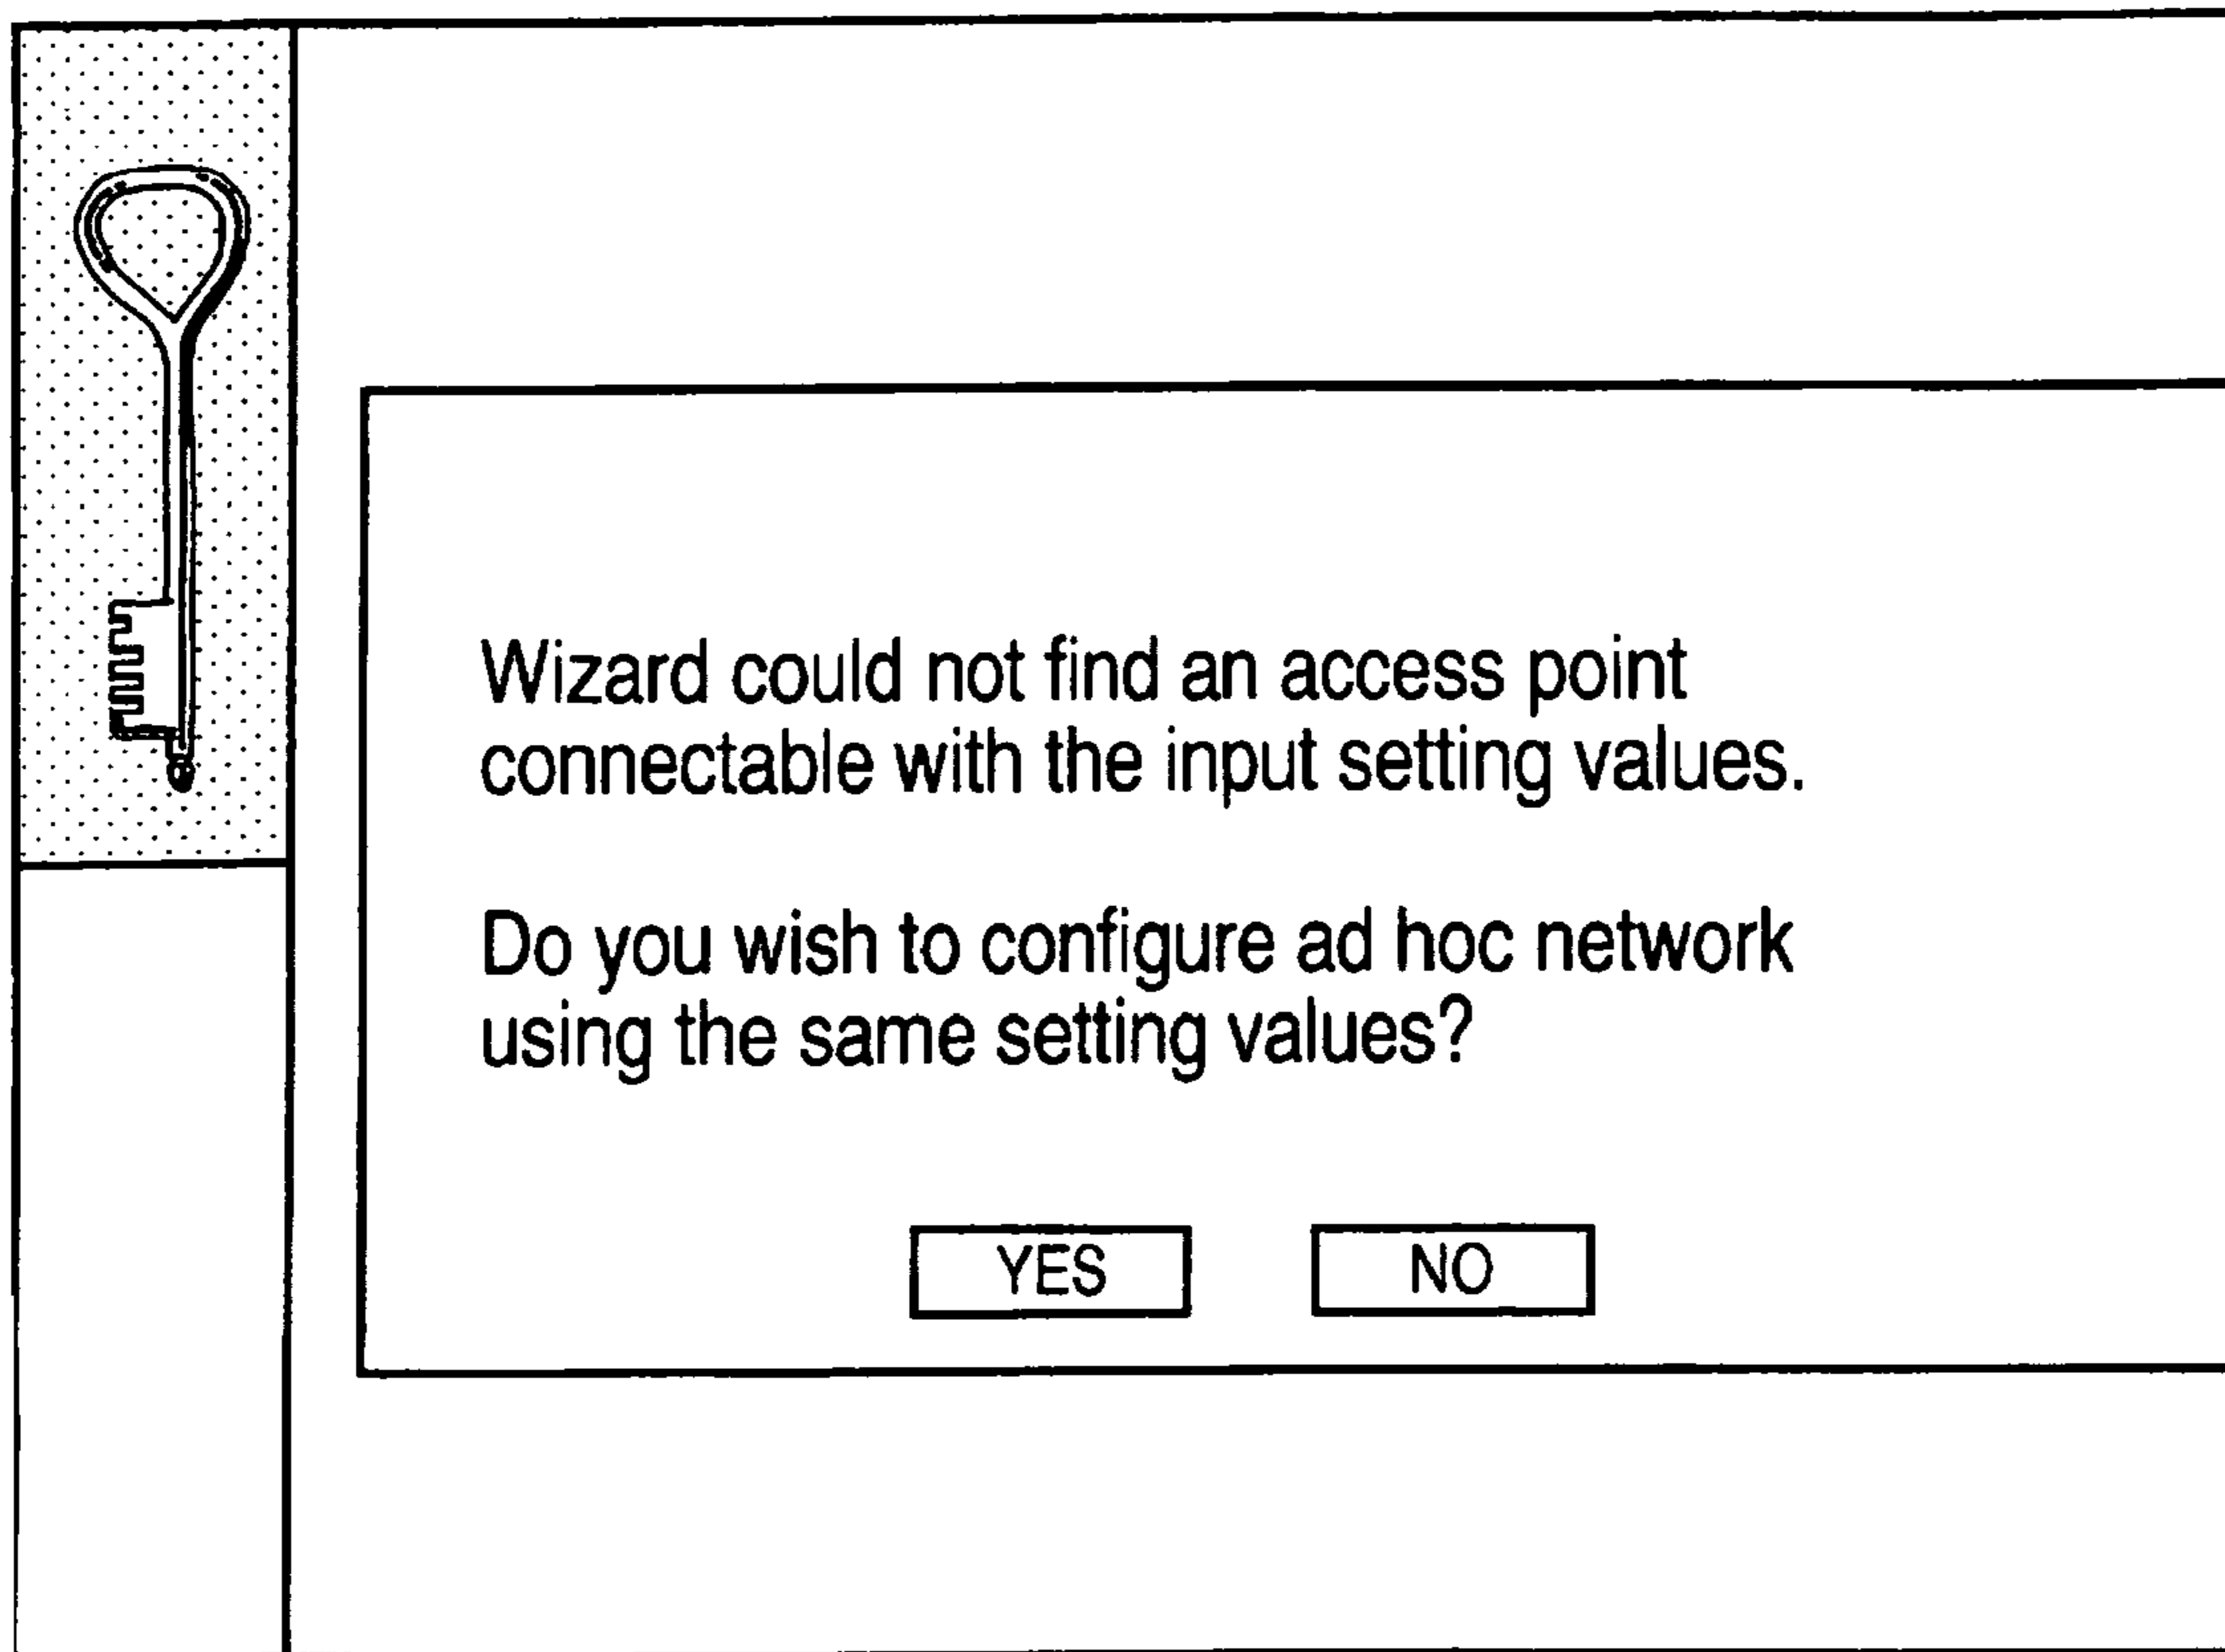 Wizard could not find an access point
connectable with the input setting values.
Do you wish to configure ad hoc network
using the same setting values?
YES
NO